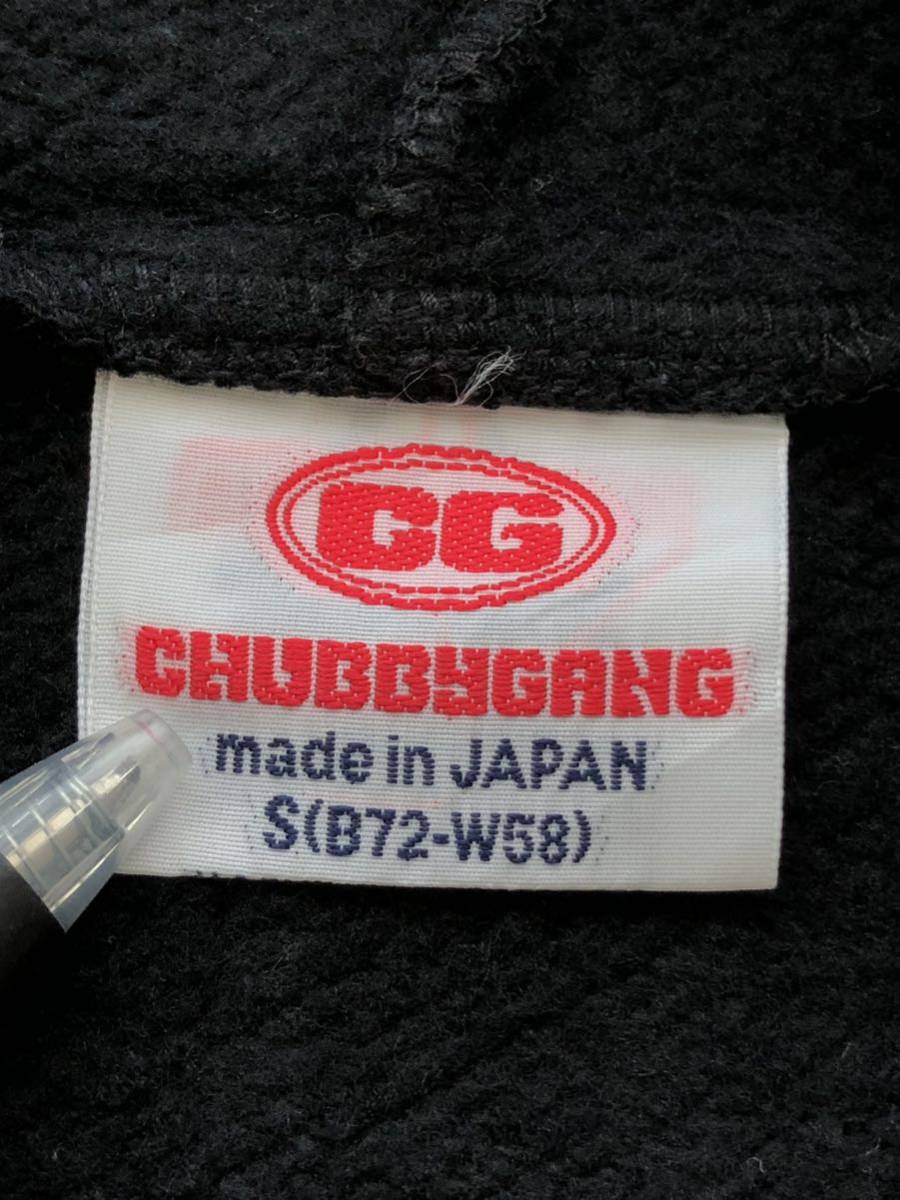 CG
CHUBBYGANG
made in JAPAN
S(B72-W58)